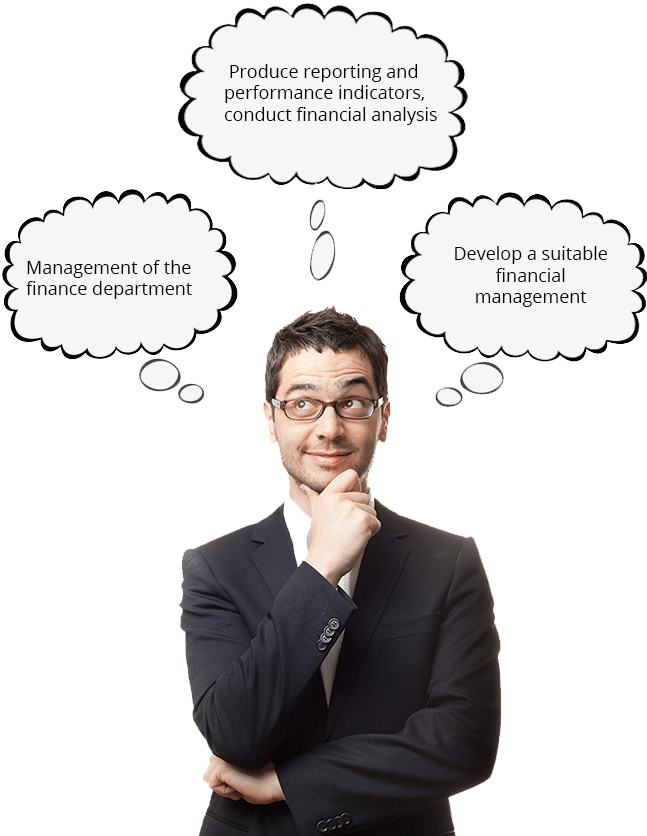 Produce reporting and
performance indicators,
conduct financial analysis
Management of the
finance department
Develop a suitable
financial
management